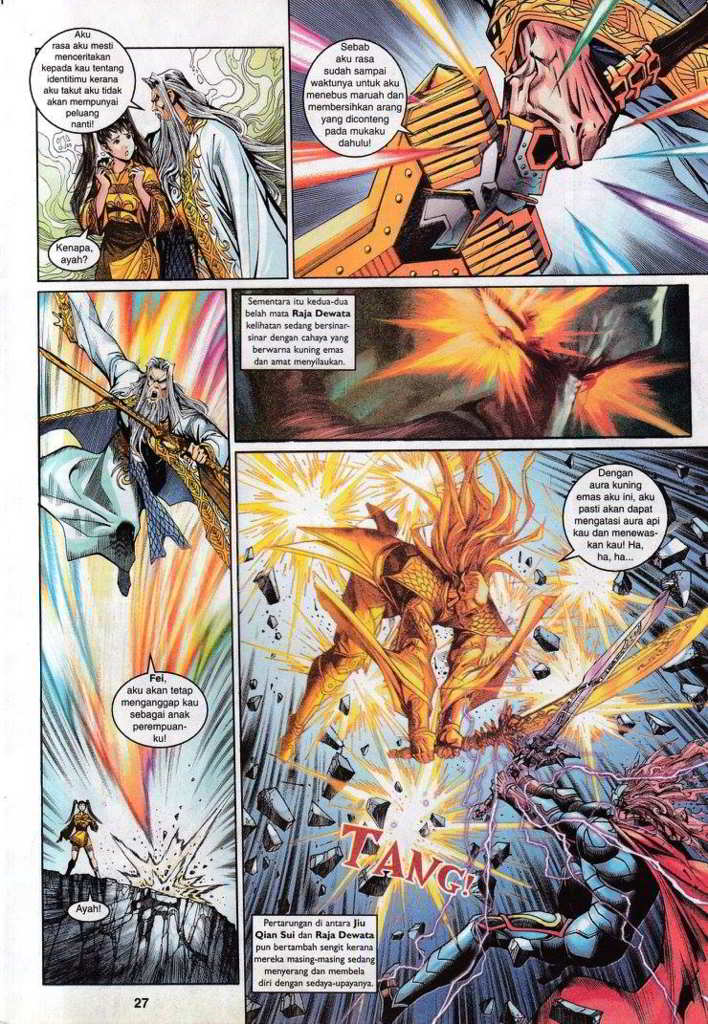 Aku
rasa aku mesti
menceritakan
kepada kau tentang
identitimu kerana
aku takut aku tidak
akan mempunyai
peluang
nanti!
Kenapa,
ayah?
Sebab
aku rasa
sudah sampai
waktunya untuk aku
menebus maruah dan
membersihkan arang
yang diconteng
pada mukaku
dahulu!
Fei,
aku akan tetap
menganggap kau
sebagai anak
perempuan-
ku!
Ayah!
Sementara itu kedua-dua
belah mata Raja Dewata
kelihatan sedang bersinar-
sinar dengan cahaya yang
berwarna kuning emas
dan amat menyilaukan.
Dengan
aura kuning
emas aku ini, aku
pasti akan dapat
mengatasi aura api
kau dan menewas-
kan kau! Ha,
ha, ha...
TANG!
Pertarungan di antara Jiu
Qian Sui dan Raja Dewata
pun bertambah sengit kerana
mereka masing-masing sedang
menyerang dan membela
diri dengan sedaya-upayanya.
27